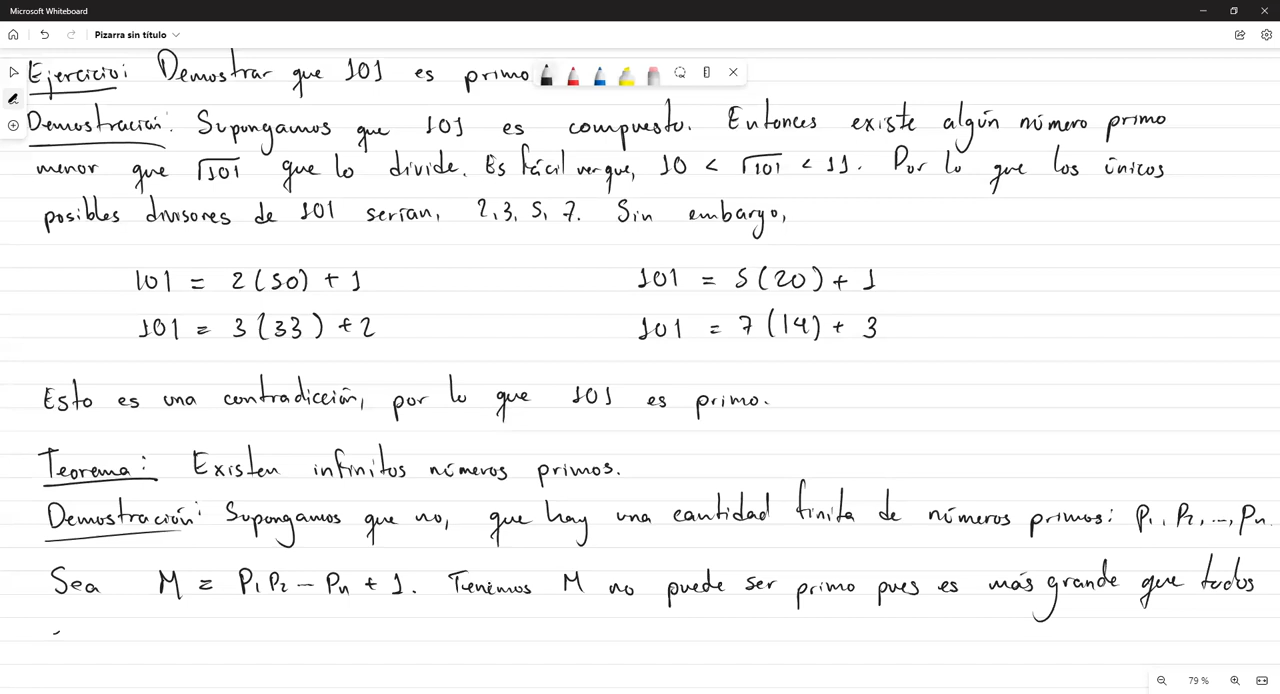 Microsoft Whiteboard
Pizarra sin título
Ejercicio: Demostrar que 101 es primo
Demostración: Supongamos que 101 es compuesto. Entonces existe algún número primo
menor que √101 que lo divide. Es fácil ver que, 10 < √101 < 11. Por lo que los únicos
posibles divisores de 101 serían, 2, 3, 5, 7. Sin embargo,
101 = 2(50) + 1 101 = 5(20) + 1
101 = 3(33) + 2 101 = 7(14) + 3
Esto es una contradicción, por lo que 101 es primo.
Teorema: Existen infinitos números primos.
Demostración: Supongamos que no, que hay una cantidad finita de números primos: P₁, P₂, ..., Pn.
Sea M = P₁P₂ ... Pn + 1. Tenemos M no puede ser primo pues es más grande que todos
79 %